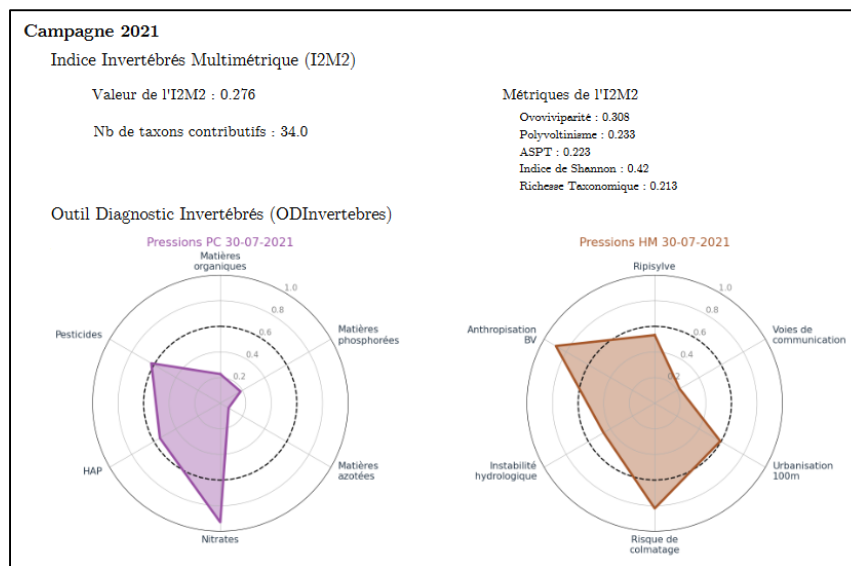 Campagne 2021
Indice Invertébrés Multimétrique (I2M2)
Valeur de l'I2M2 : 0.276
Nb de taxons contributifs : 34.0
Métriques de l'I2M2
Ovoviviparité : 0.308
Polyvoltinisme : 0.233
ASPT : 0.223
Indice de Shannon : 0.42
Richesse Taxonomique : 0.213
Outil Diagnostic Invertébrés (ODInvertebres)
Pressions PC 30-07-2021
Matières
organiques
1.0
0.8
0.6
0.4
0.2
Matières
phosphorées
Pesticides
HAP
Matières
azotées
Nitrates
Pressions HM 30-07-2021
Ripisylve
1.0
0.8
0.6
0.4
0.2
Anthropisation
BV
Voies de
communication
Instabilité
hydrologique
Urbanisation
100m
Risque de
colmatage